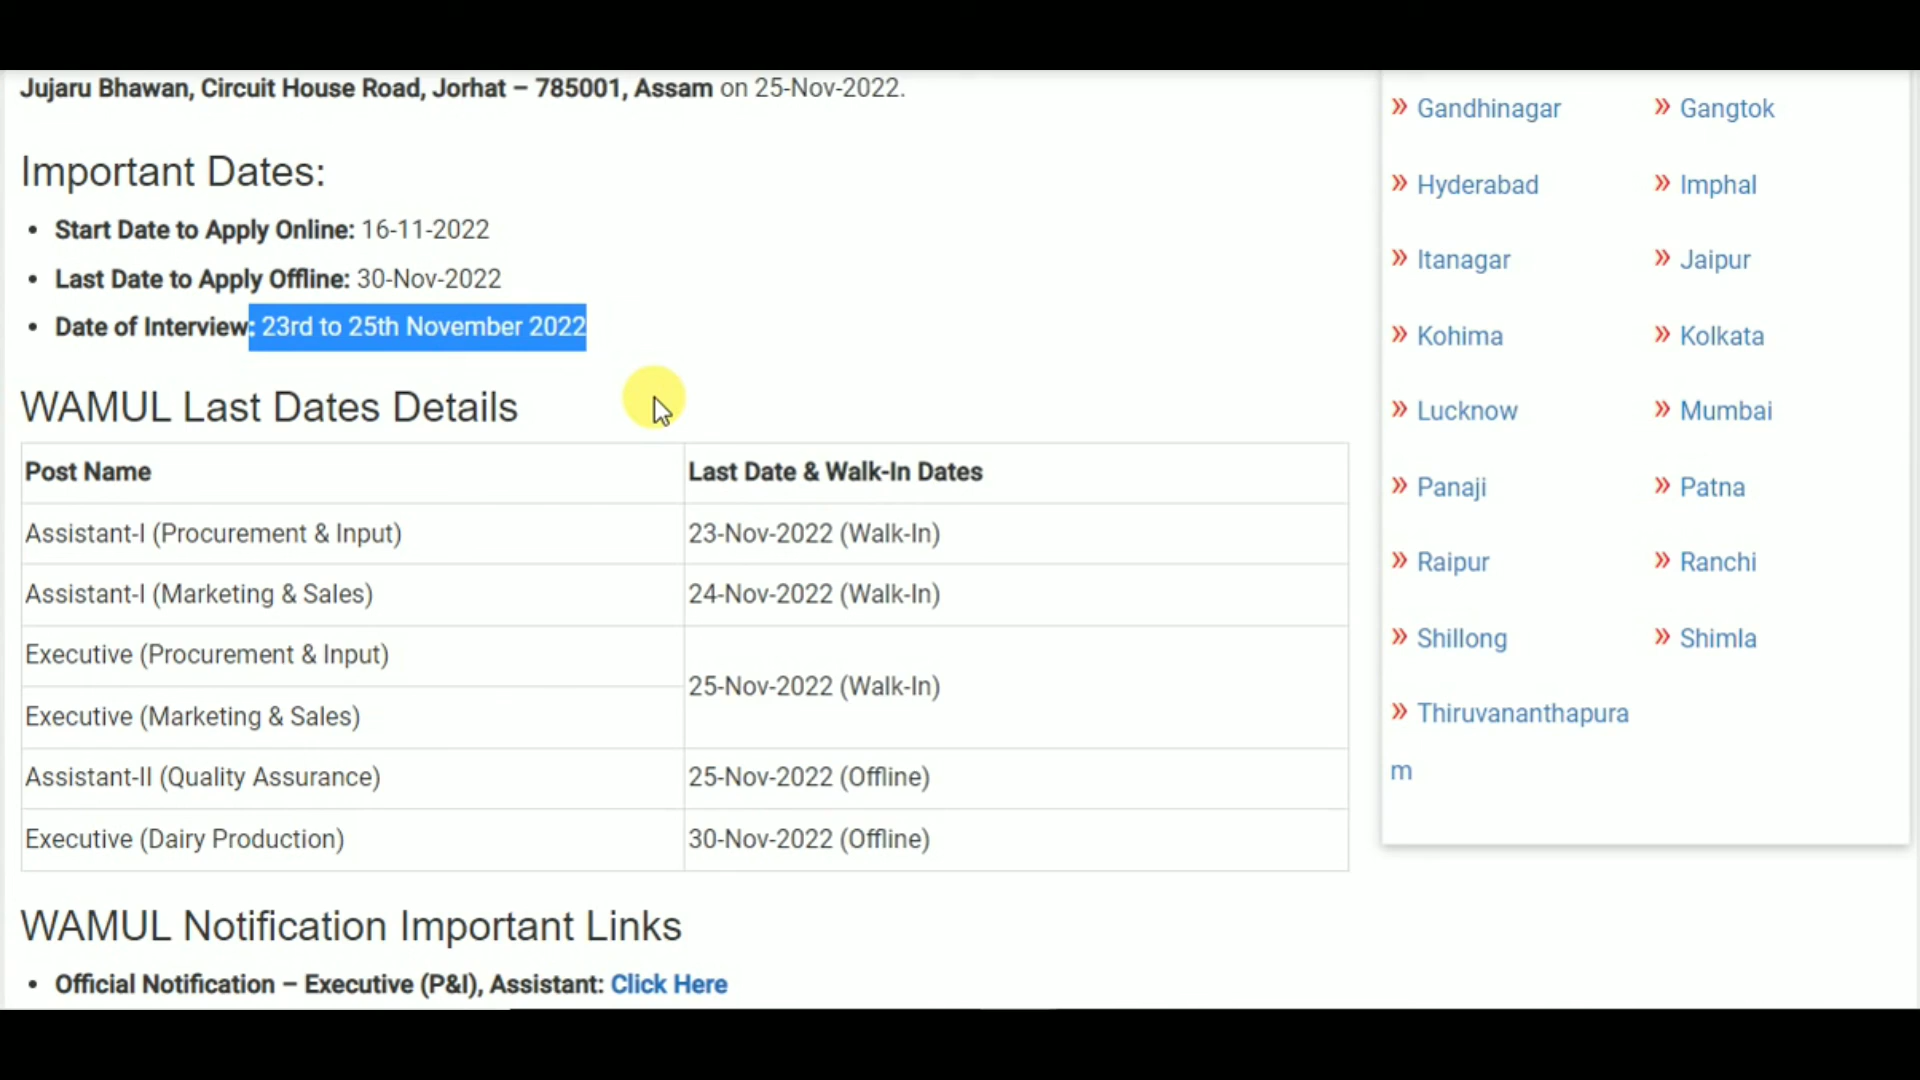 Jujaru Bhawan, Circuit House Road, Jorhat – 785001, Assam on 25-Nov-2022.
Important Dates:
• Start Date to Apply Online: 16-11-2022
• Last Date to Apply Offline: 30-Nov-2022
• Date of Interview: 23rd to 25th November 2022
WAMUL Last Dates Details
Post Name Last Date & Walk-In Dates
Assistant-I (Procurement & Input) 23-Nov-2022 (Walk-In)
Assistant-I (Marketing & Sales) 24-Nov-2022 (Walk-In)
Executive (Procurement & Input)
25-Nov-2022 (Walk-In)
Executive (Marketing & Sales)
Assistant-II (Quality Assurance) 25-Nov-2022 (Offline)
Executive (Dairy Production) 30-Nov-2022 (Offline)
WAMUL Notification Important Links
• Official Notification – Executive (P&I), Assistant: Click Here
» Gandhinagar » Gangtok
» Hyderabad » Imphal
» Itanagar » Jaipur
» Kohima » Kolkata
» Lucknow » Mumbai
» Panaji » Patna
» Raipur » Ranchi
» Shillong » Shimla
» Thiruvananthapura
m